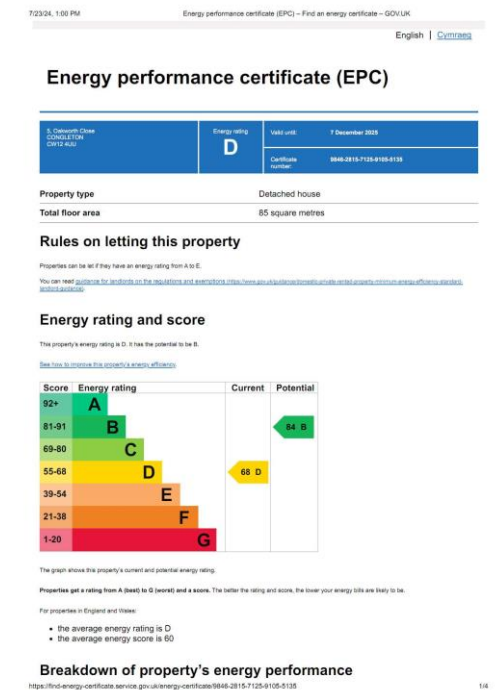 7/23/24, 1:00 PM Energy performance certificate (EPC) – Find an energy certificate – GOV.UK
English | Cymraeg
Energy performance certificate (EPC)
5, Oakworth Close
CONGLETON
CW12 4UU
Energy rating
D
Valid until: 7 December 2025
Certificate number: 9846-2815-7125-9105-5135
Property type Detached house
Total floor area 85 square metres
Rules on letting this property
Properties can be let if they have an energy rating from A to E.
You can read guidance for landlords on the regulations and exemptions (https://www.gov.uk/guidance/domestic-private-rented-property-minimum-energy-efficiency-standard-
landlord-guidance).
Energy rating and score
This property's energy rating is D. It has the potential to be B.
See how to improve this property's energy efficiency.
Score Energy rating Current Potential
92+ A
81-91 B 84 B
69-80 C
55-68 D 68 D
39-54 E
21-38 F
1-20 G
The graph shows this property's current and potential energy rating.
Properties get a rating from A (best) to G (worst) and a score. The better the rating and score, the lower your energy bills are likely to be.
For properties in England and Wales:
• the average energy rating is D
• the average energy score is 60
Breakdown of property's energy performance
https://find-energy-certificate.service.gov.uk/energy-certificate/9846-2815-7125-9105-5135 1/4